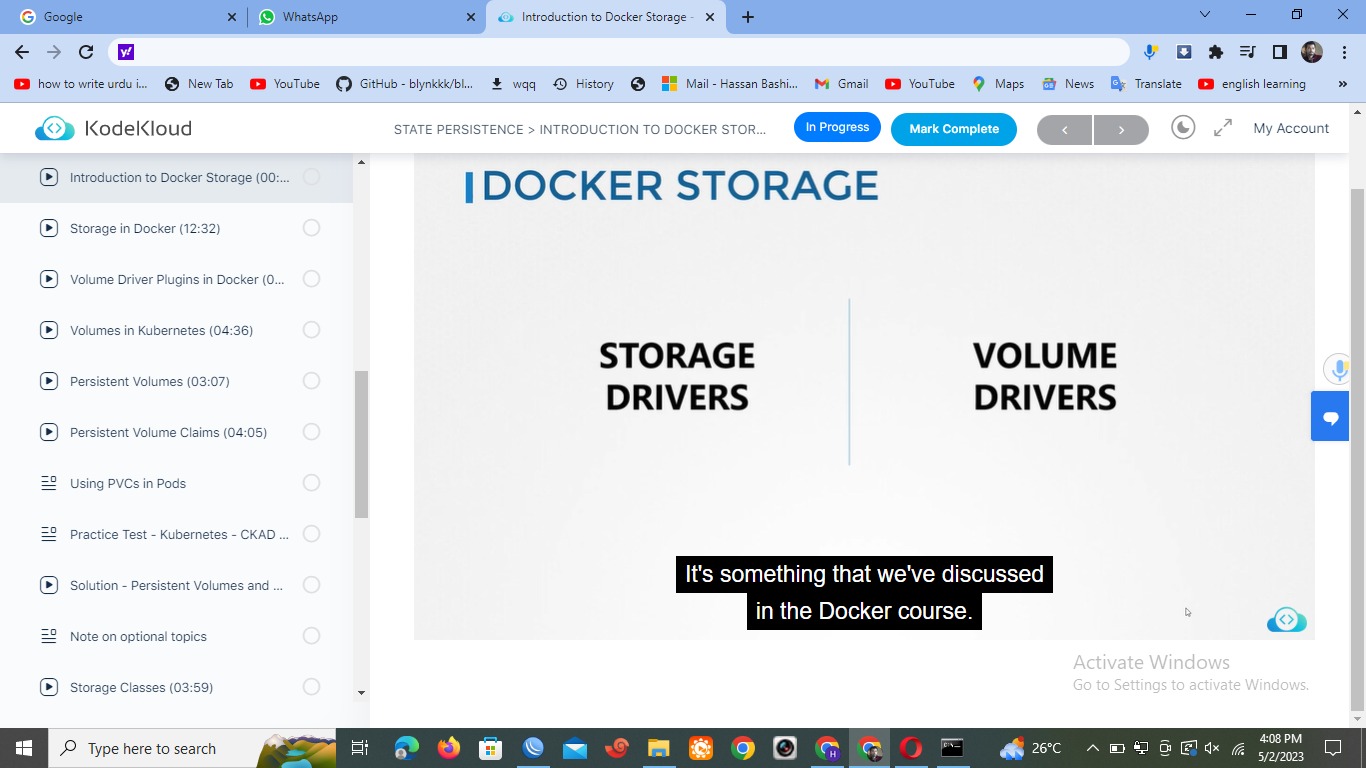 Google
WhatsApp
Introduction to Docker Storage -
y!
how to write urdu i...
New Tab
YouTube
GitHub - blynkkk/bl...
wqq
History
Mail - Hassan Bashi...
Gmail
YouTube
Maps
News
Translate
english learning
»
KodeKloud
STATE PERSISTENCE > INTRODUCTION TO DOCKER STOR...
In Progress
Mark Complete
My Account
Introduction to Docker Storage (00:...
Storage in Docker (12:32)
Volume Driver Plugins in Docker (0...
Volumes in Kubernetes (04:36)
Persistent Volumes (03:07)
Persistent Volume Claims (04:05)
Using PVCs in Pods
Practice Test - Kubernetes - CKAD ...
Solution - Persistent Volumes and ...
Note on optional topics
Storage Classes (03:59)
DOCKER STORAGE
STORAGE
DRIVERS
VOLUME
DRIVERS
It's something that we've discussed
in the Docker course.
Activate Windows
Go to Settings to activate Windows.
Type here to search
26°C
4:08 PM
5/2/2023